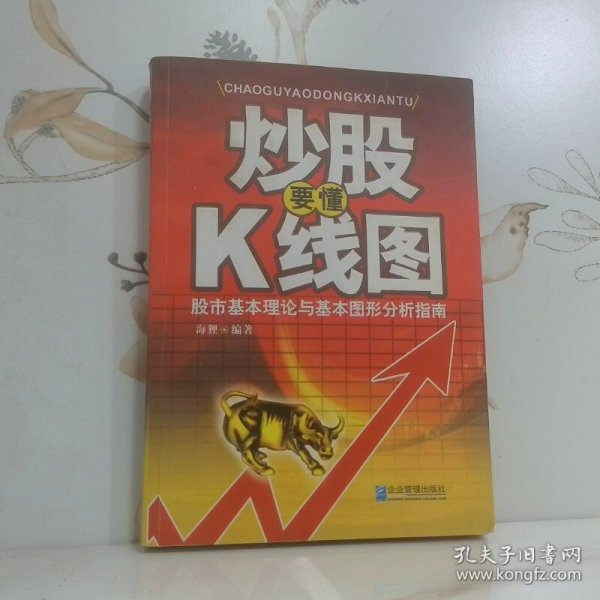 CHAOGUYAODONGKXIANTU
炒股
要懂
K线图
股市基本理论与基本图形分析指南
海狸 编著
企业管理出版社
孔夫子旧书网
www.kongfz.com